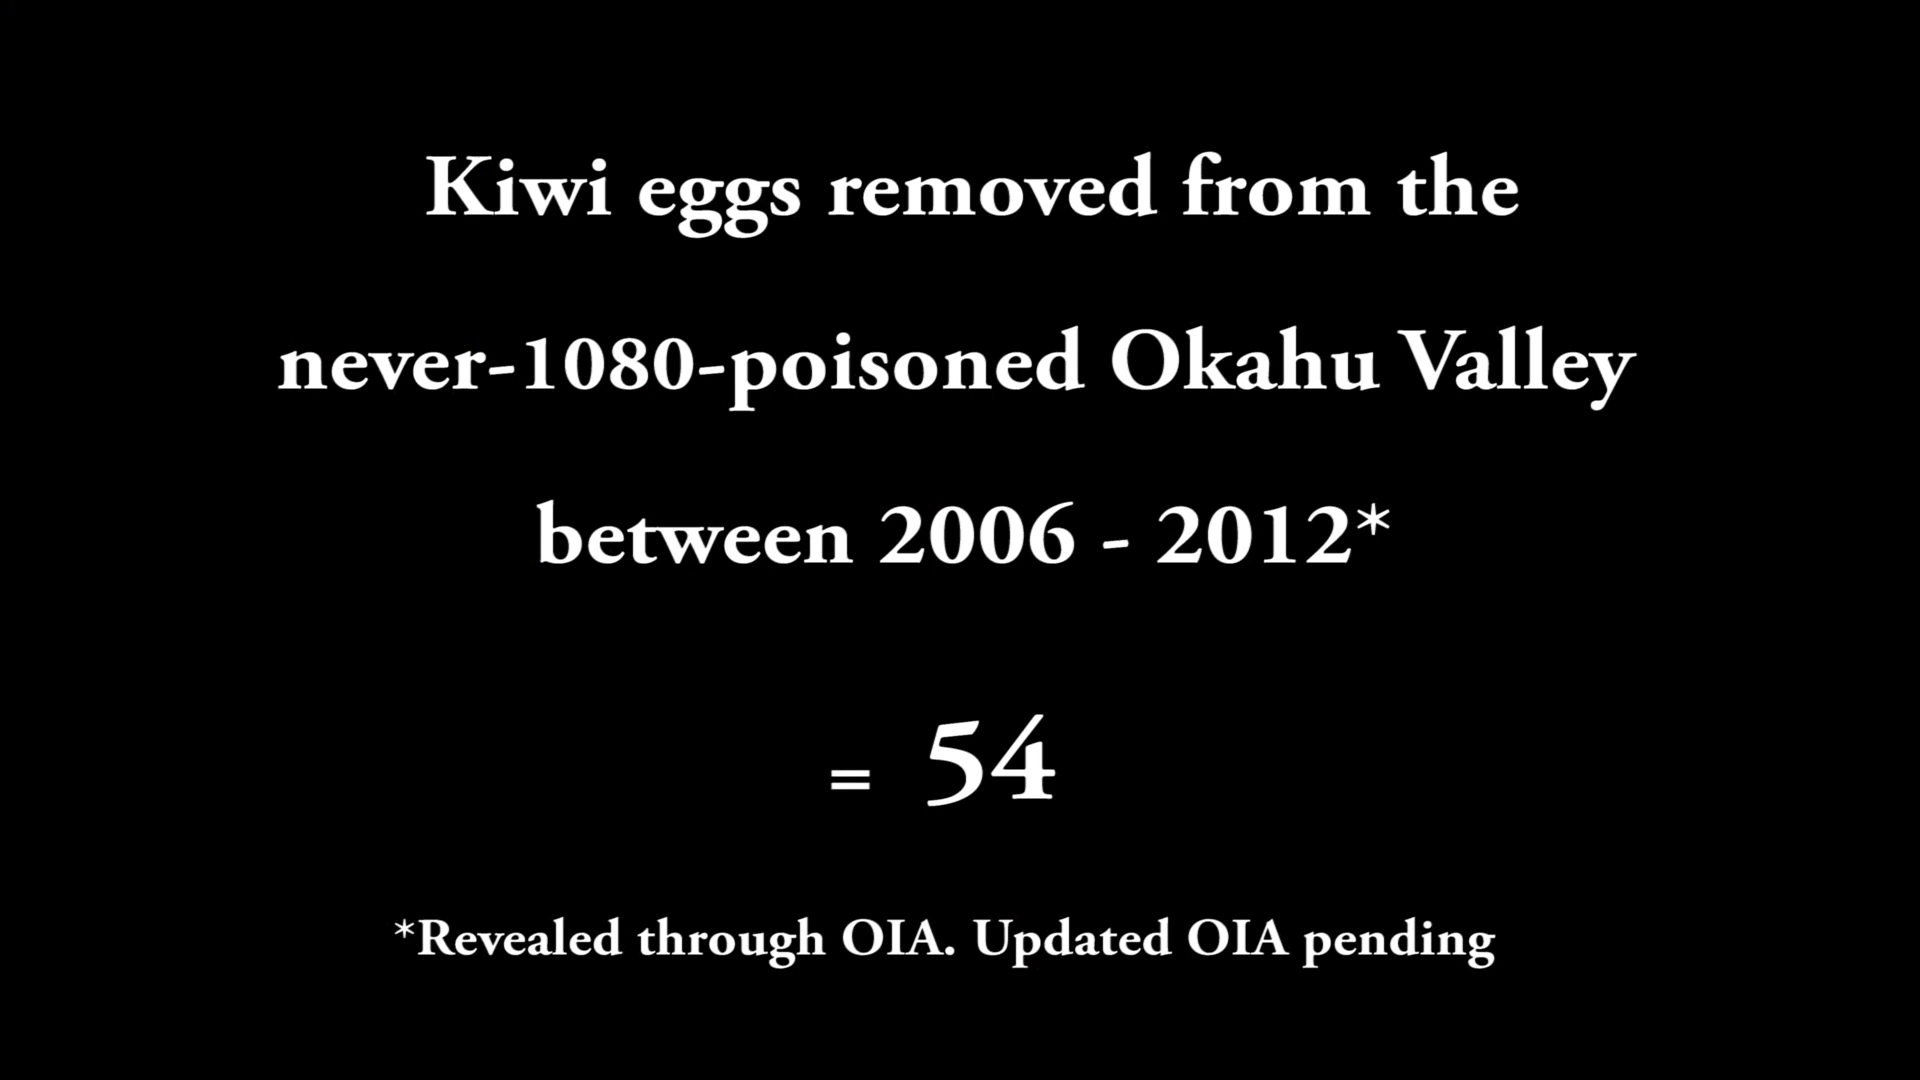 Kiwi eggs removed from the
never-1080-poisoned Okahu Valley
between 2006 - 2012*
= 54
*Revealed through OIA. Updated OIA pending